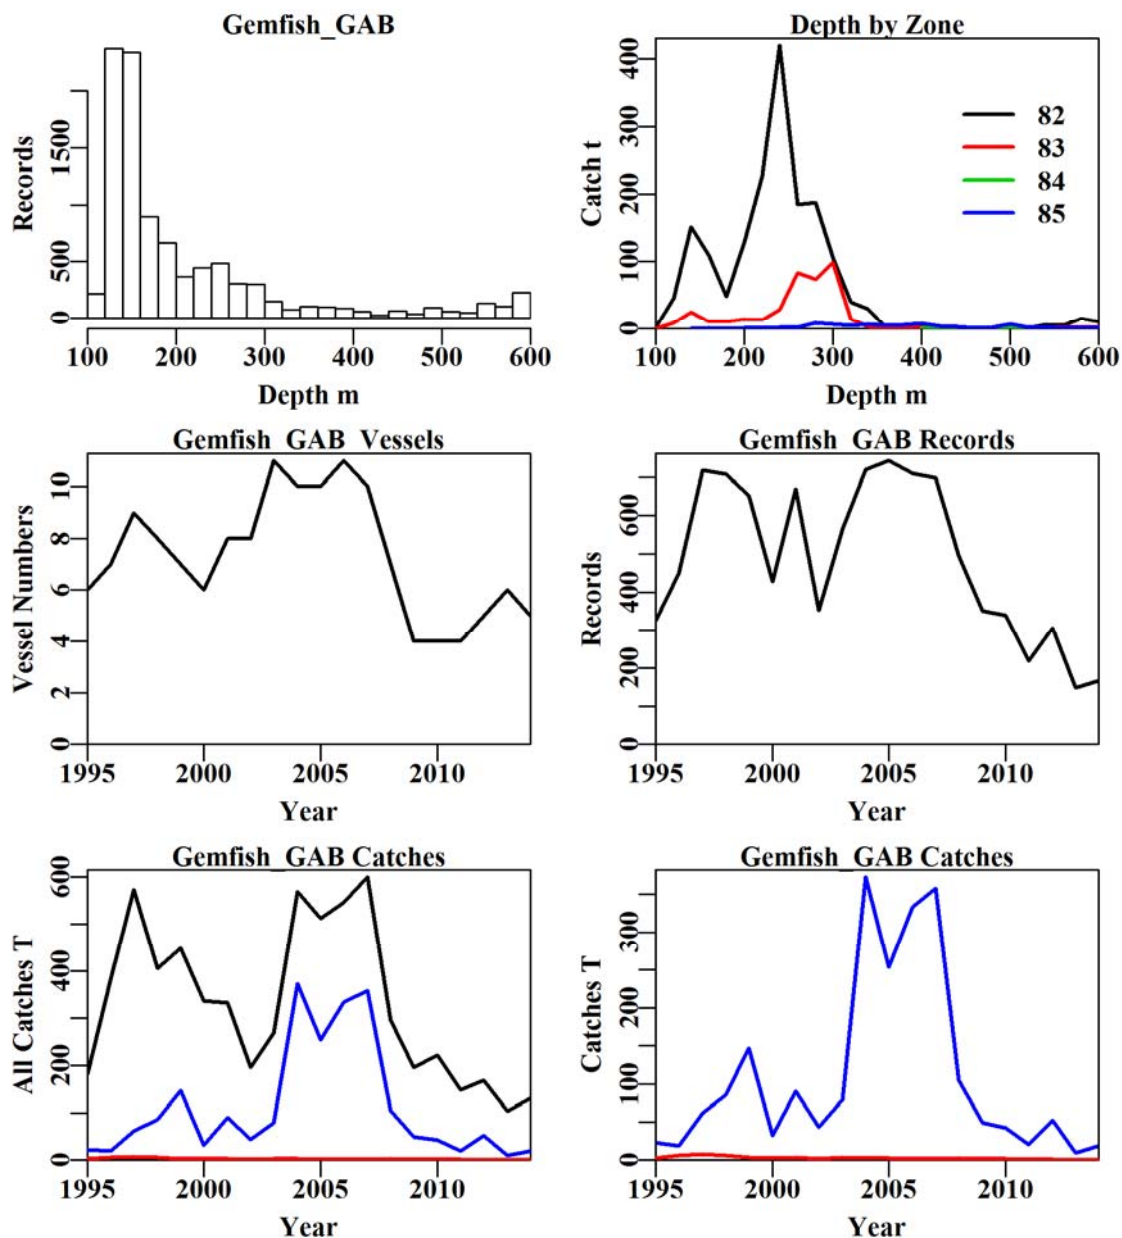 Gemfish_GAB
Records
500
1500
0
100 200 300 400 500 600
Depth m
Depth by Zone
Catch t
0 100 200 300 400
82
83
84
85
100 200 300 400 500 600
Depth m
Gemfish_GAB_Vessels
Vessel Numbers
0 2 4 6 8 10
1995 2000 2005 2010
Year
Gemfish_GAB Records
Records
0 200 400 600
1995 2000 2005 2010
Year
Gemfish_GAB Catches
All Catches T
0 200 400 600
1995 2000 2005 2010
Year
Gemfish_GAB Catches
Catches T
0 100 200 300
1995 2000 2005 2010
Year